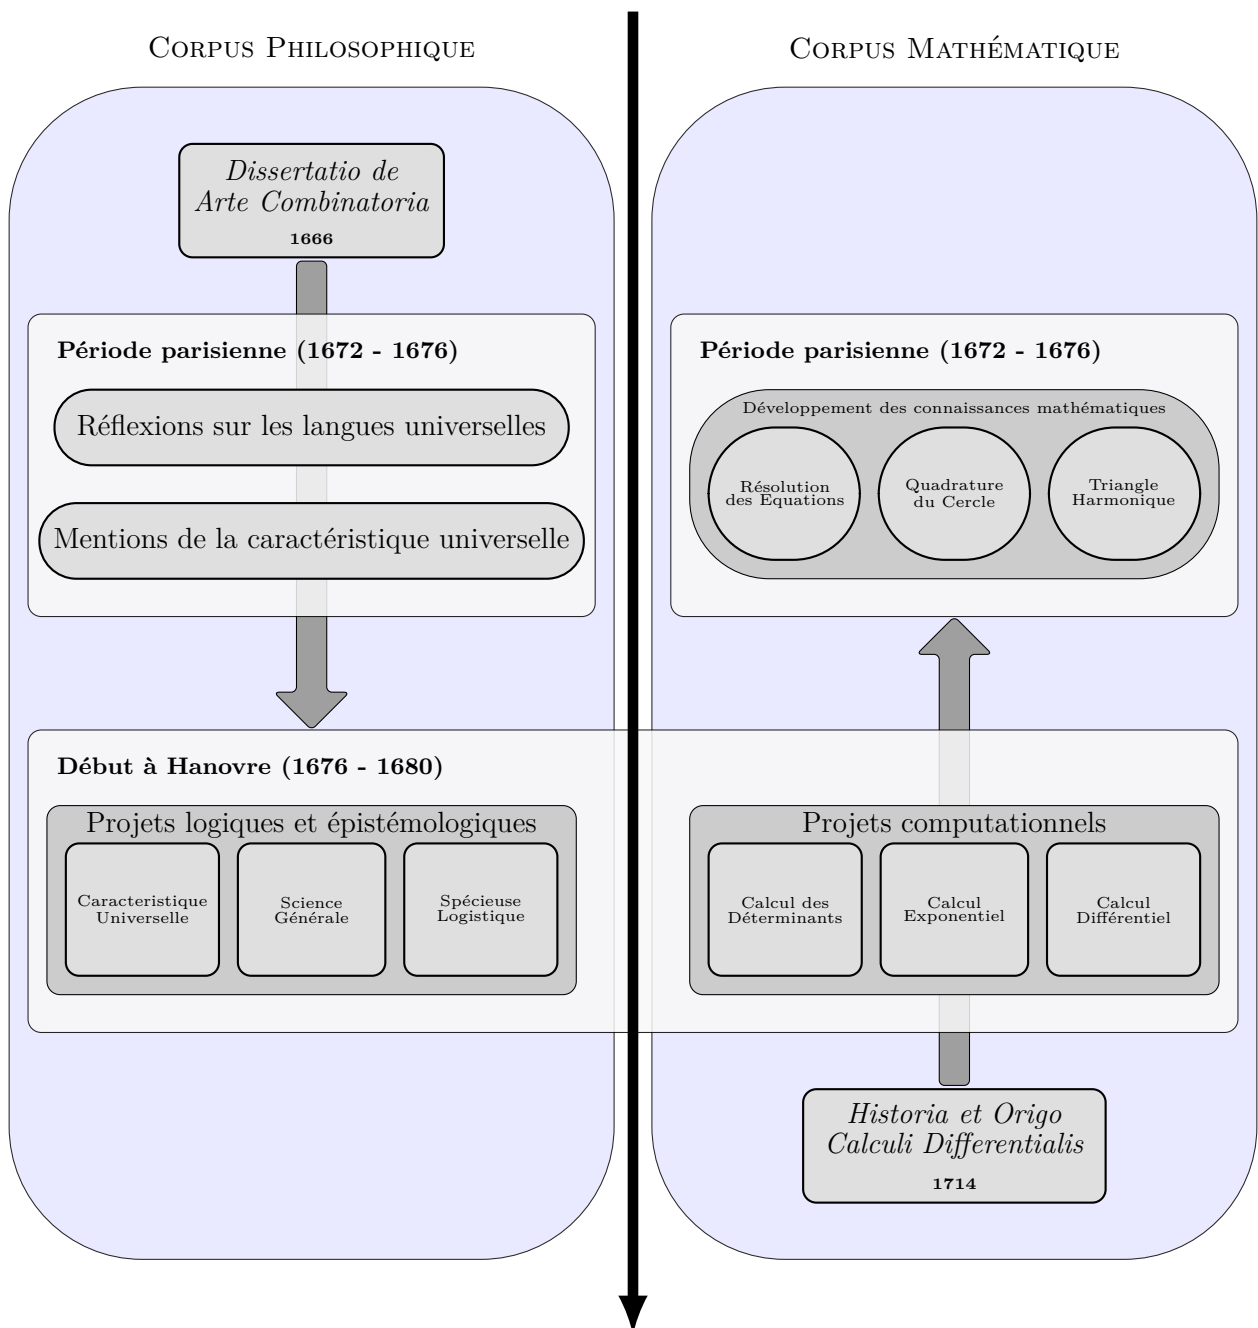 Corpus Philosophique
Dissertatio de
Arte Combinatoria
1666
Période parisienne (1672 - 1676)
Réflexions sur les langues universelles
Mentions de la caractéristique universelle
Corpus Mathématique
Période parisienne (1672 - 1676)
Développement des connaissances mathématiques
Résolution
des Equations
Quadrature
du Cercle
Triangle
Harmonique
Début à Hanovre (1676 - 1680)
Projets logiques et épistémologiques
Caracteristique
Universelle
Science
Générale
Spécieuse
Logistique
Projets computationnels
Calcul des
Déterminants
Calcul
Exponentiel
Calcul
Différentiel
Historia et Origo
Calculi Differentialis
1714